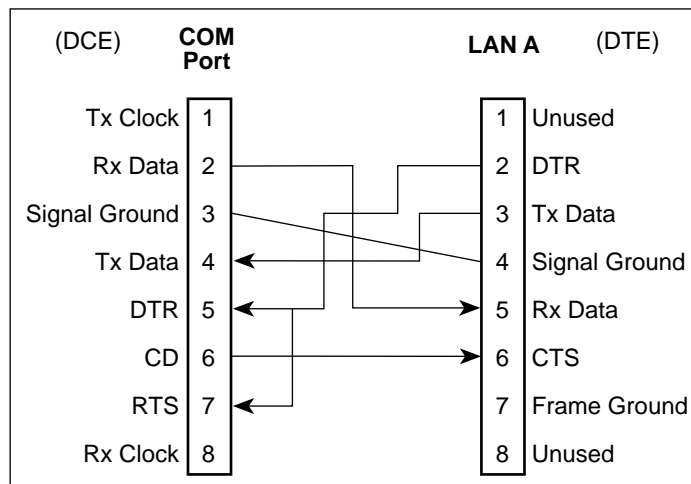 (DCE) COM Port LAN A (DTE)
Tx Clock 1 1 Unused
Rx Data 2 2 DTR
Signal Ground 3 3 Tx Data
Tx Data 4 4 Signal Ground
DTR 5 5 Rx Data
CD 6 6 CTS
RTS 7 7 Frame Ground
Rx Clock 8 8 Unused